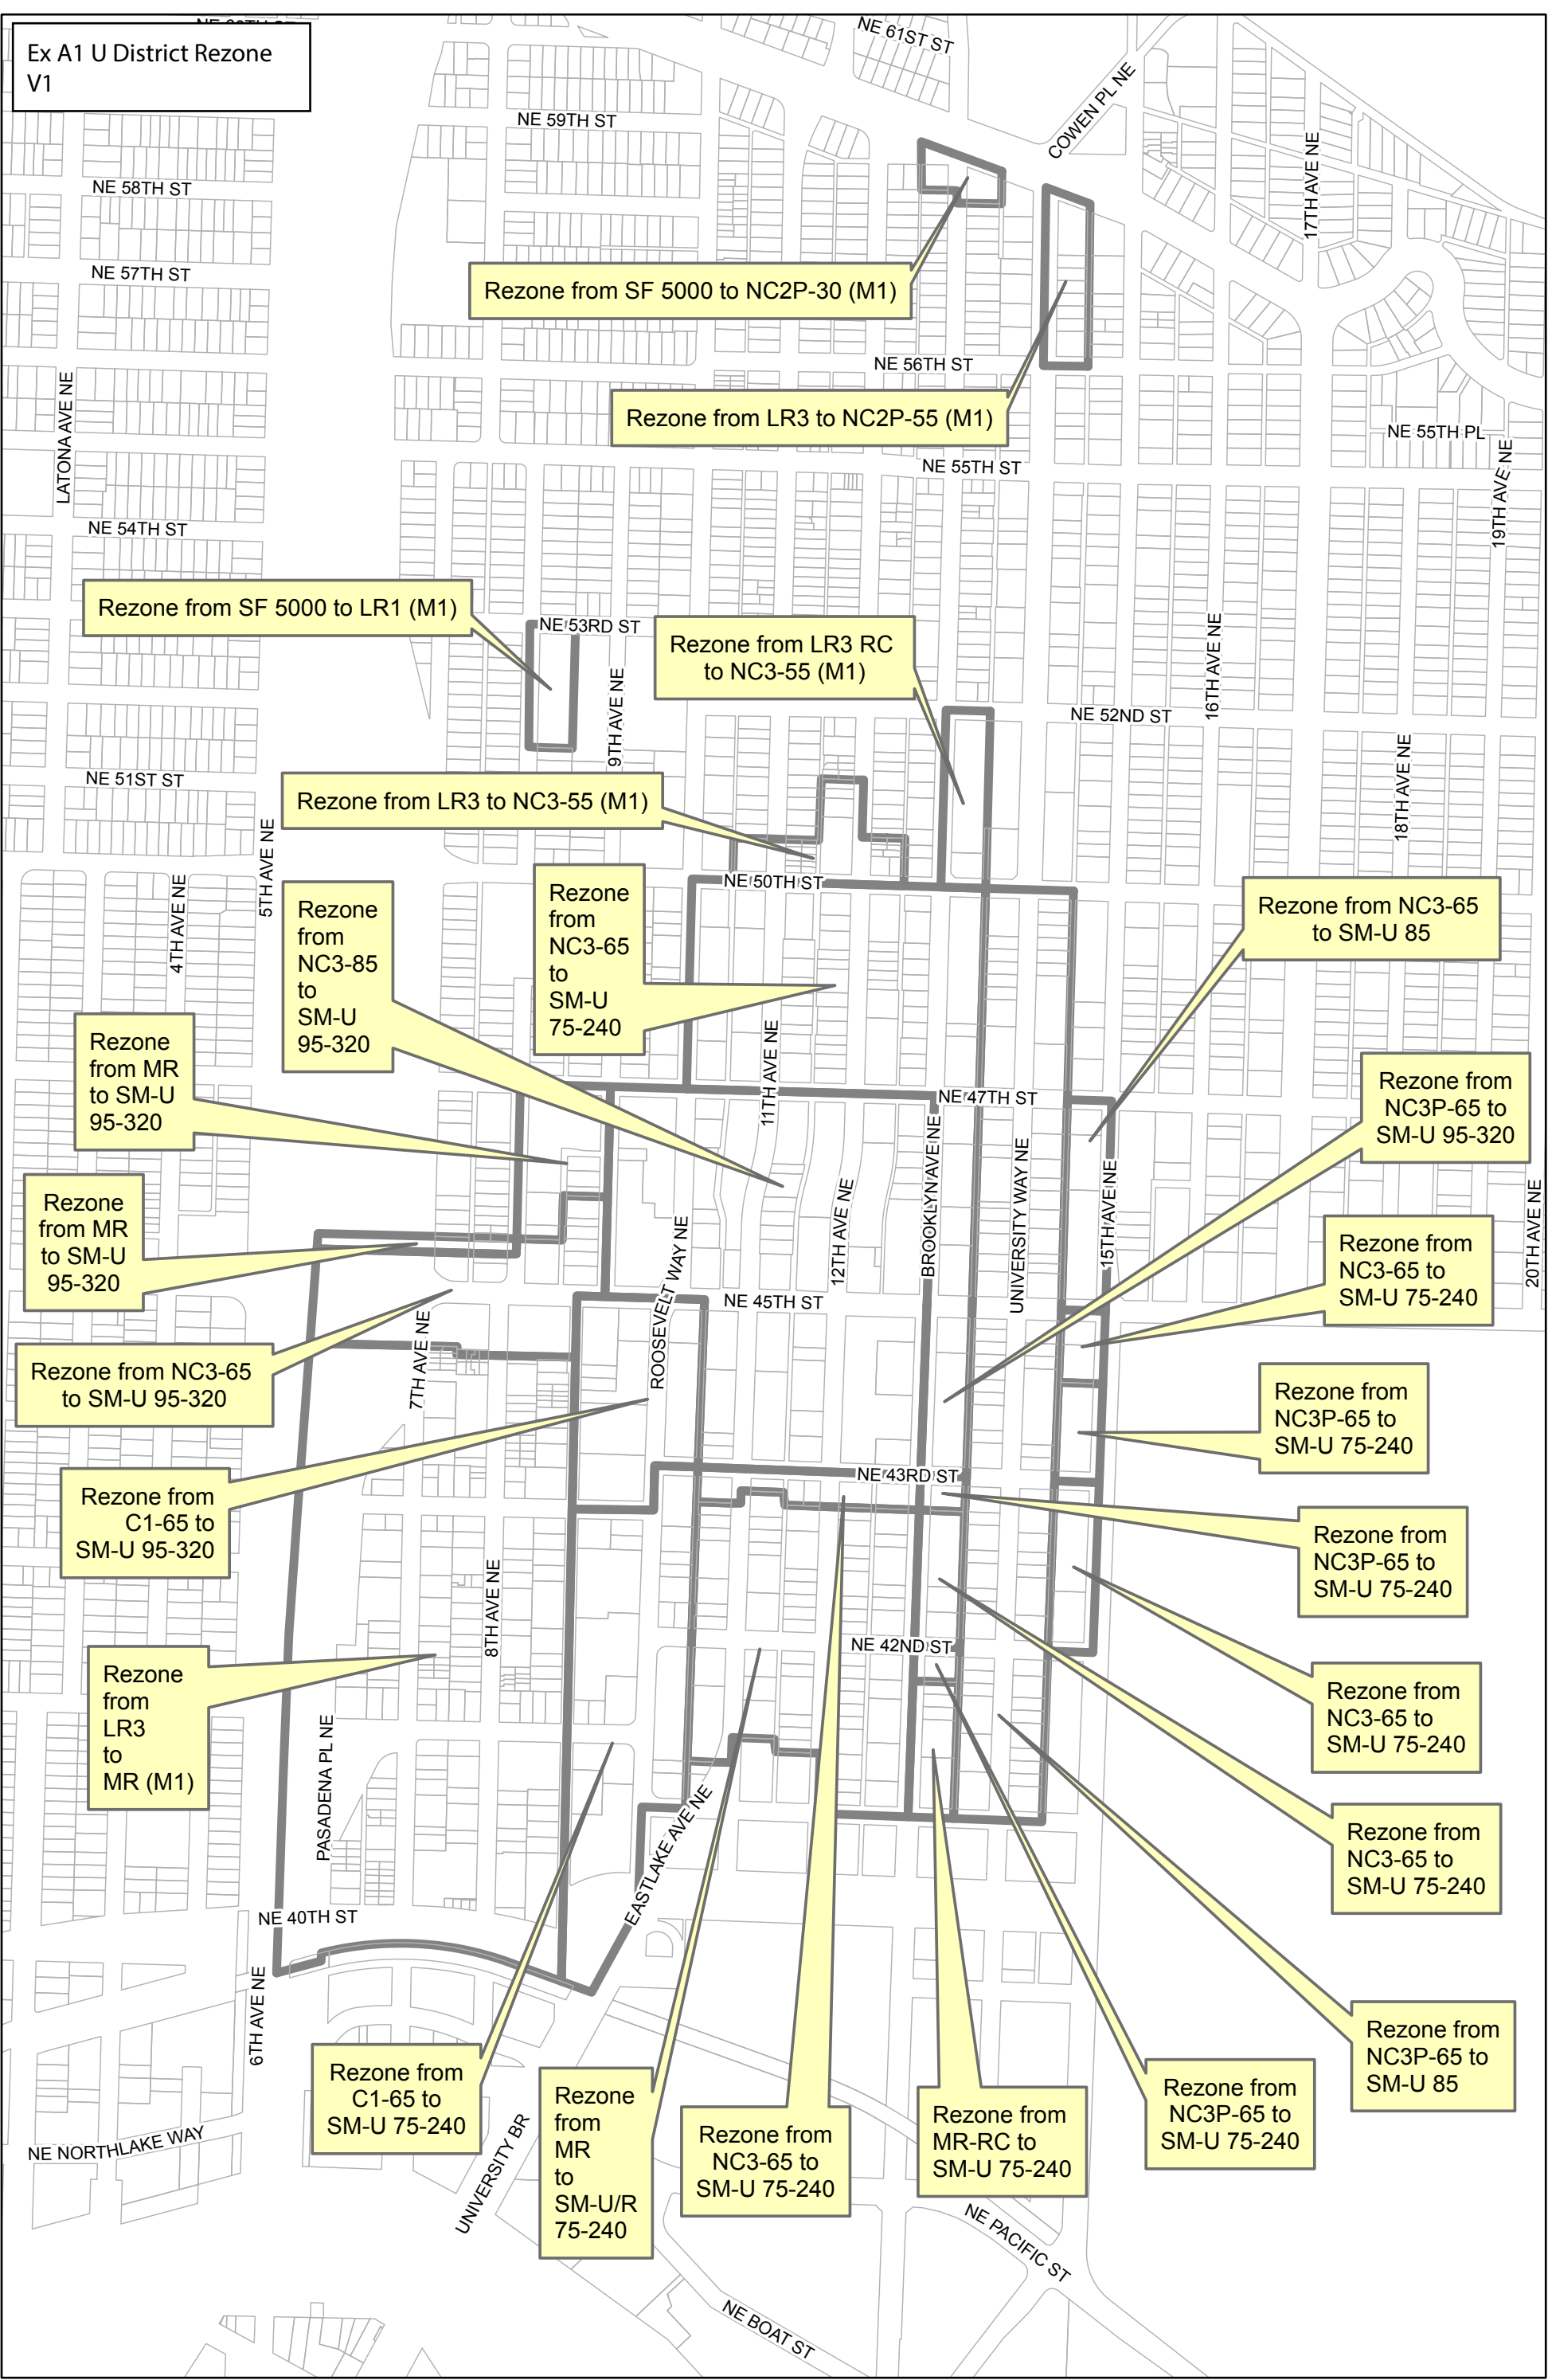 Ex A1 U District Rezone
V1
NE 61ST ST
COWEN PL NE
NE 59TH ST
17TH AVE NE
NE 58TH ST
NE 57TH ST
Rezone from SF 5000 to NC2P-30 (M1)
NE 56TH ST
LATONA AVE NE
Rezone from LR3 to NC2P-55 (M1)
NE 55TH PL
NE 55TH ST
19TH AVE NE
NE 54TH ST
Rezone from SF 5000 to LR1 (M1)
NE 53RD ST
Rezone from LR3 RC
to NC3-55 (M1)
16TH AVE NE
9TH AVE NE
NE 52ND ST
NE 51ST ST
18TH AVE NE
Rezone from LR3 to NC3-55 (M1)
5TH AVE NE
4TH AVE NE
NE 50TH ST
Rezone
from
NC3-85
to
SM-U
95-320
Rezone
from
NC3-65
to
SM-U
75-240
Rezone from NC3-65
to SM-U 85
Rezone
from MR
to SM-U
95-320
11TH AVE NE
NE 47TH ST
Rezone from
NC3P-65 to
SM-U 95-320
Rezone
from MR
to SM-U
95-320
ROOSEVELT WAY NE
12TH AVE NE
BROOKLYN AVE NE
UNIVERSITY WAY NE
15TH AVE NE
20TH AVE NE
Rezone from
NC3-65 to
SM-U 75-240
NE 45TH ST
7TH AVE NE
Rezone from NC3-65
to SM-U 95-320
Rezone from
NC3P-65 to
SM-U 75-240
Rezone from
C1-65 to
SM-U 95-320
NE 43RD ST
Rezone from
NC3P-65 to
SM-U 75-240
8TH AVE NE
NE 42ND ST
Rezone
from
LR3
to
MR (M1)
Rezone from
NC3-65 to
SM-U 75-240
PASADENA PL NE
EASTLAKE AVE NE
Rezone from
NC3-65 to
SM-U 75-240
NE 40TH ST
6TH AVE NE
Rezone from
NC3P-65 to
SM-U 85
Rezone from
C1-65 to
SM-U 75-240
Rezone
from
MR
to
SM-U/R
75-240
Rezone from
NC3-65 to
SM-U 75-240
Rezone from
MR-RC to
SM-U 75-240
Rezone from
NC3P-65 to
SM-U 75-240
NE NORTHLAKE WAY
UNIVERSITY BR
NE PACIFIC ST
NE BOAT ST